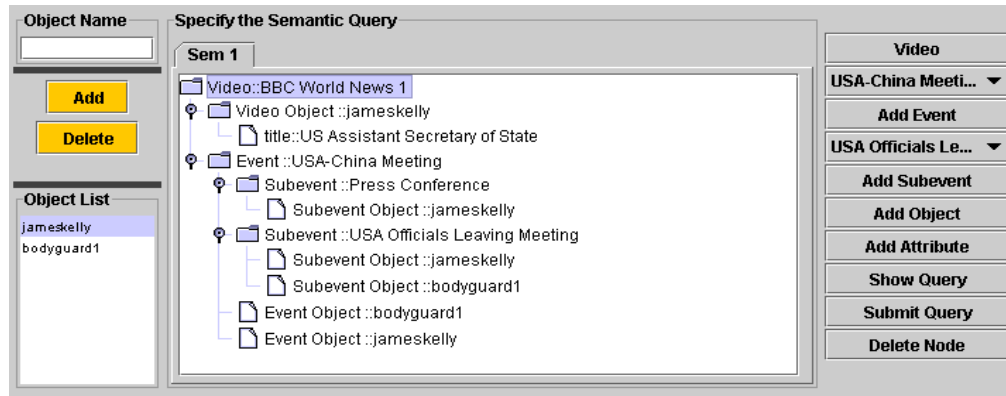 Object Name
Add
Delete
Object List
jameskelly
bodyguard1
Specify the Semantic Query
Sem 1
Video::BBC World News 1
Video Object ::jameskelly
title::US Assistant Secretary of State
Event ::USA-China Meeting
Subevent ::Press Conference
Subevent Object ::jameskelly
Subevent ::USA Officials Leaving Meeting
Subevent Object ::jameskelly
Subevent Object ::bodyguard1
Event Object ::bodyguard1
Event Object ::jameskelly
Video
USA-China Meeti...
Add Event
USA Officials Le...
Add Subevent
Add Object
Add Attribute
Show Query
Submit Query
Delete Node